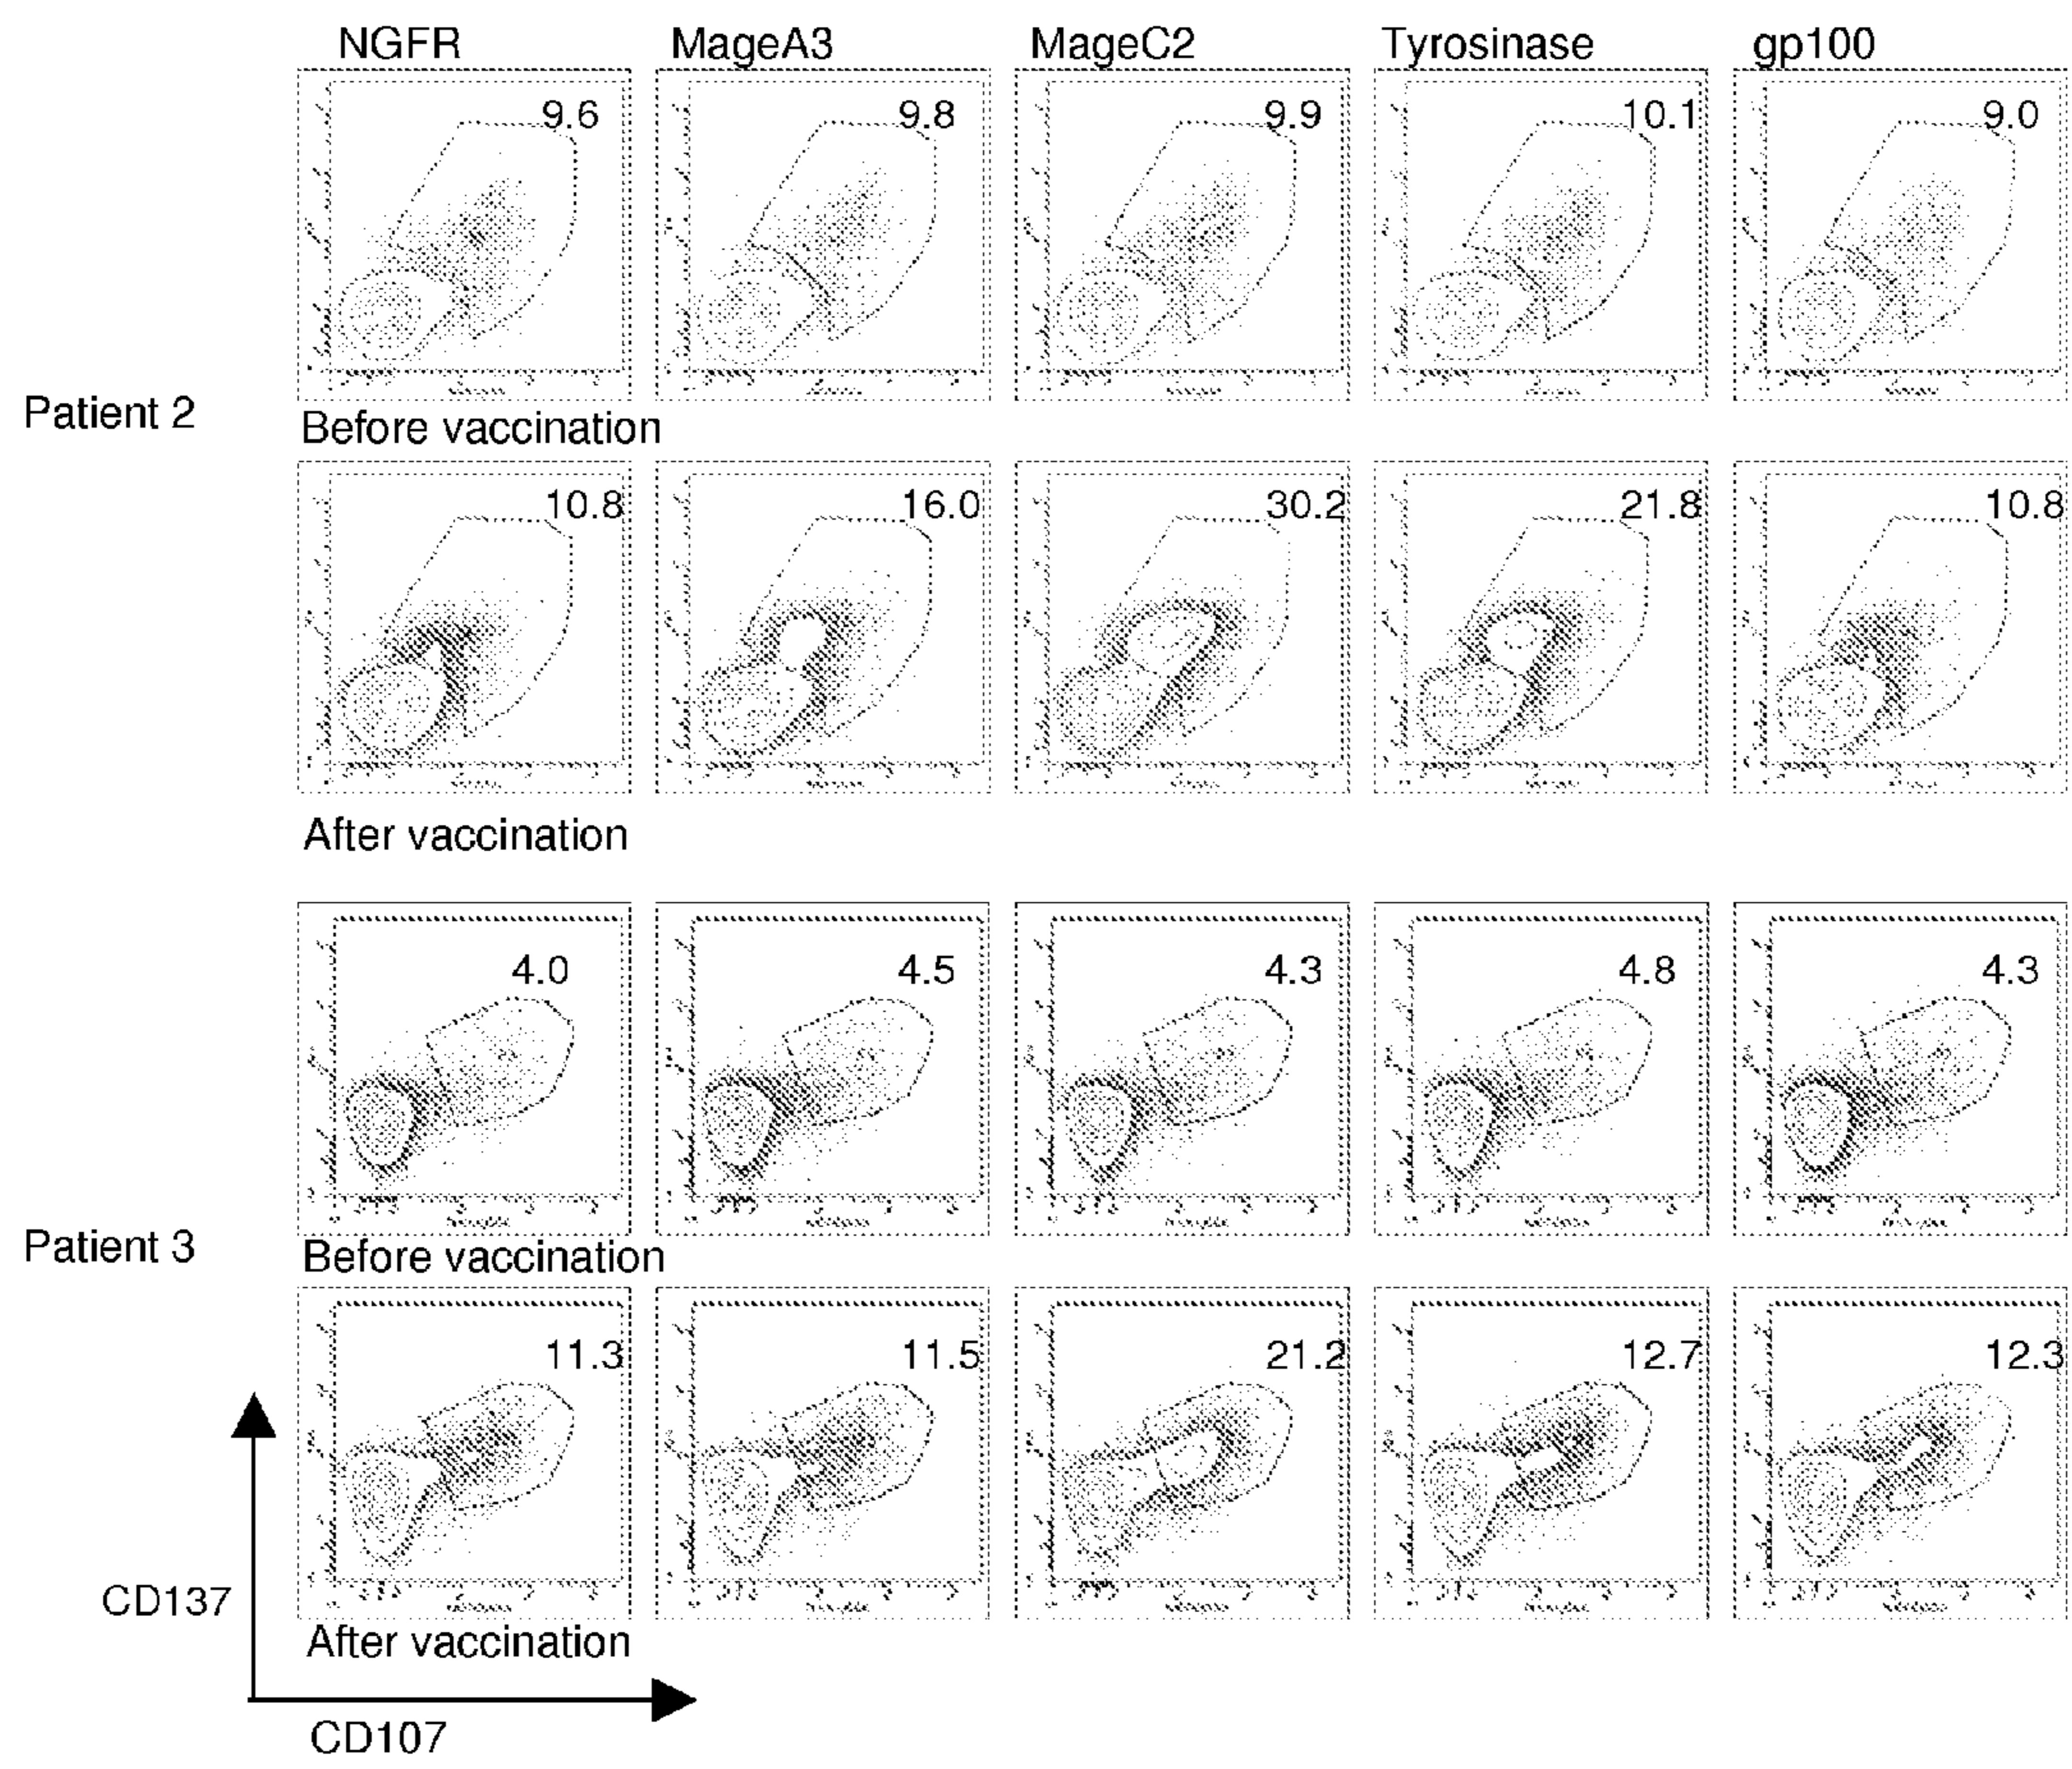 NGFR MageA3 MageC2 Tyrosinase gp100
9.6 9.8 9.9 10.1 9.0
Patient 2
Before vaccination
10.8 16.0 30.2 21.8 10.8
After vaccination
4.0 4.5 4.3 4.8 4.3
Patient 3
Before vaccination
11.3 11.5 21.2 12.7 12.3
CD137
After vaccination
CD107